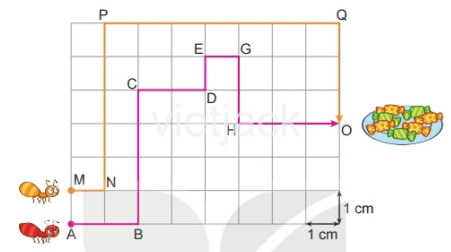 P Q
E G
C
D
vietjack
H O
M N
1 cm
A B 1 cm